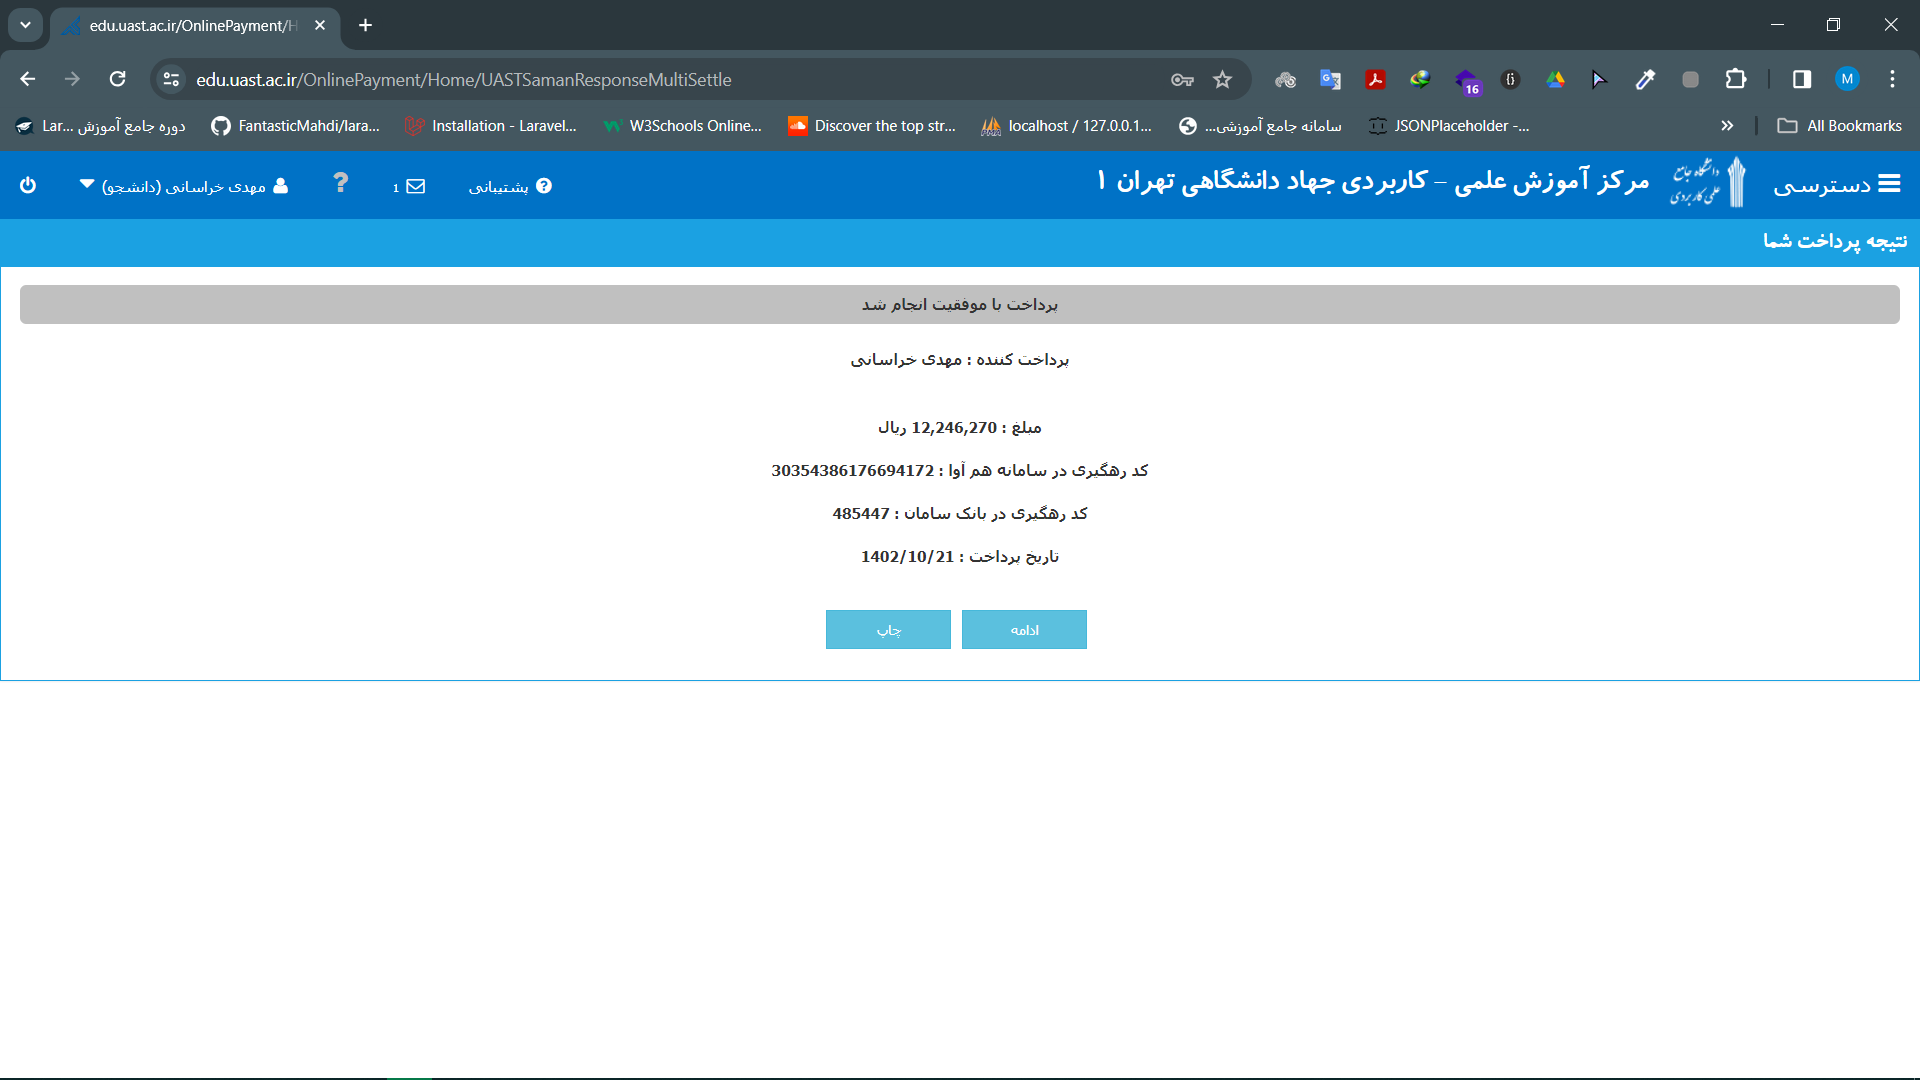 edu.uast.ac.ir/OnlinePayment/H
edu.uast.ac.ir/OnlinePayment/Home/UASTSamanResponseMultiSettle
16
M
دوره جامع آموزش Lar...
FantasticMahdi/lara...
Installation - Laravel...
W3Schools Online...
Discover the top str...
localhost / 127.0.0.1...
سامانه جامع آموزشی...
JSONPlaceholder -...
All Bookmarks
دسترسی
دانشگاه جامع
علمی کاربردی
مرکز آموزش علمی – کاربردی جهاد دانشگاهی تهران ۱
پشتیبانی
1
?
مهدی خراسانی (دانشجو)
نتیجه پرداخت شما
پرداخت با موفقیت انجام شد
پرداخت کننده : مهدی خراسانی
مبلغ : 12,246,270 ریال
کد رهگیری در سامانه هم آوا : 30354386176694172
کد رهگیری در بانک سامان : 485447
تاریخ پرداخت : 1402/10/21
ادامه
چاپ